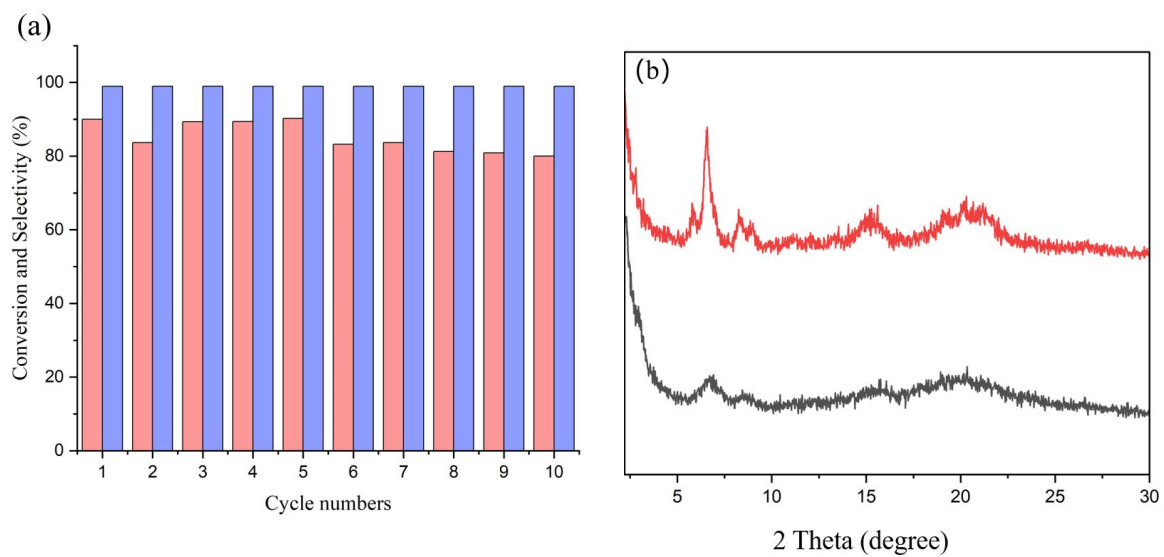 (a)
Conversion and Selectivity (%)
100
80
60
40
20
0
1 2 3 4 5 6 7 8 9 10
Cycle numbers
(b)
5 10 15 20 25 30
2 Theta (degree)